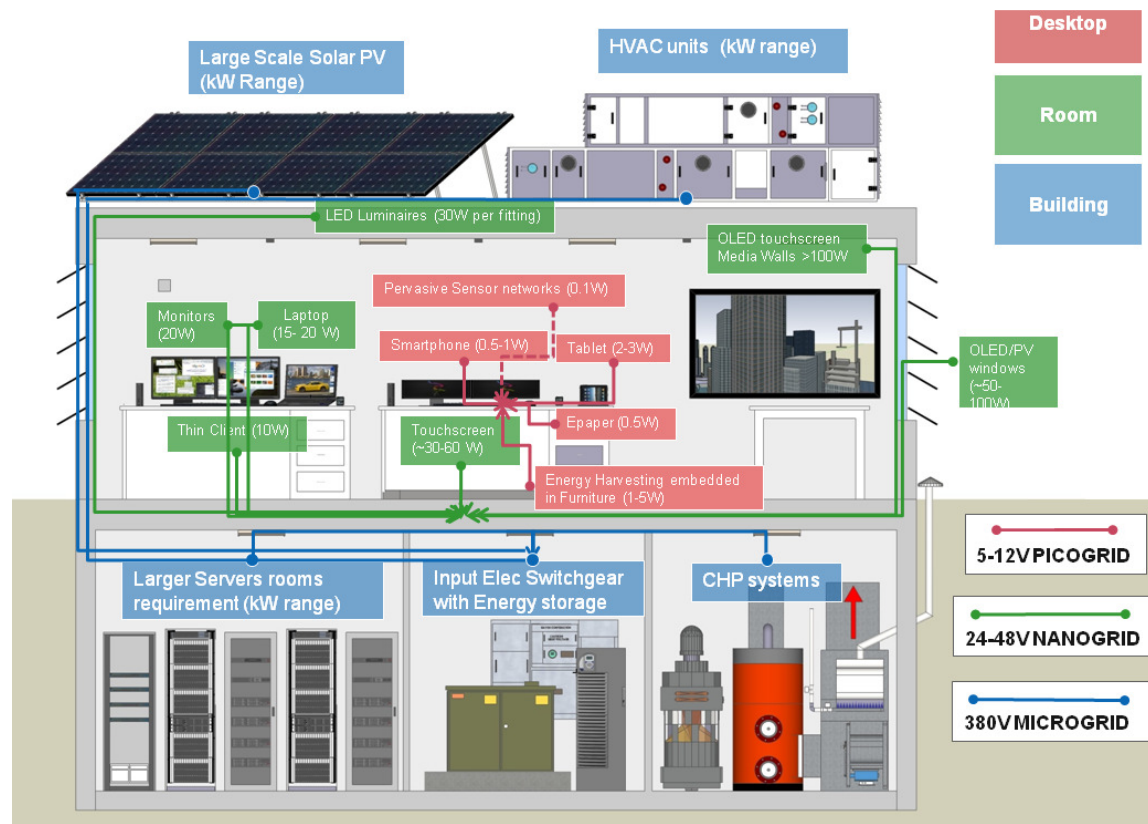 Desktop
Large Scale Solar PV
(kW Range)
HVAC units (kW range)
Room
Building
LED Luminaires (30W per fitting)
OLED touchscreen
Media Walls >100W
Pervasive Sensor networks (0.1W)
Monitors
(20W)
Laptop
(15- 20 W)
Smartphone (0.5-1W)
Tablet (2-3W)
OLED/PV
windows
(~50-
100W)
Thin Client (10W)
Touchscreen
(~30-60 W)
Epaper (0.5W)
Energy Harvesting embedded
in Furniture (1-5W)
5-12V PICOGRID
Larger Servers rooms
requirement (kW range)
Input Elec Switchgear
with Energy storage
CHP systems
24-48V NANOGRID
380V MICROGRID